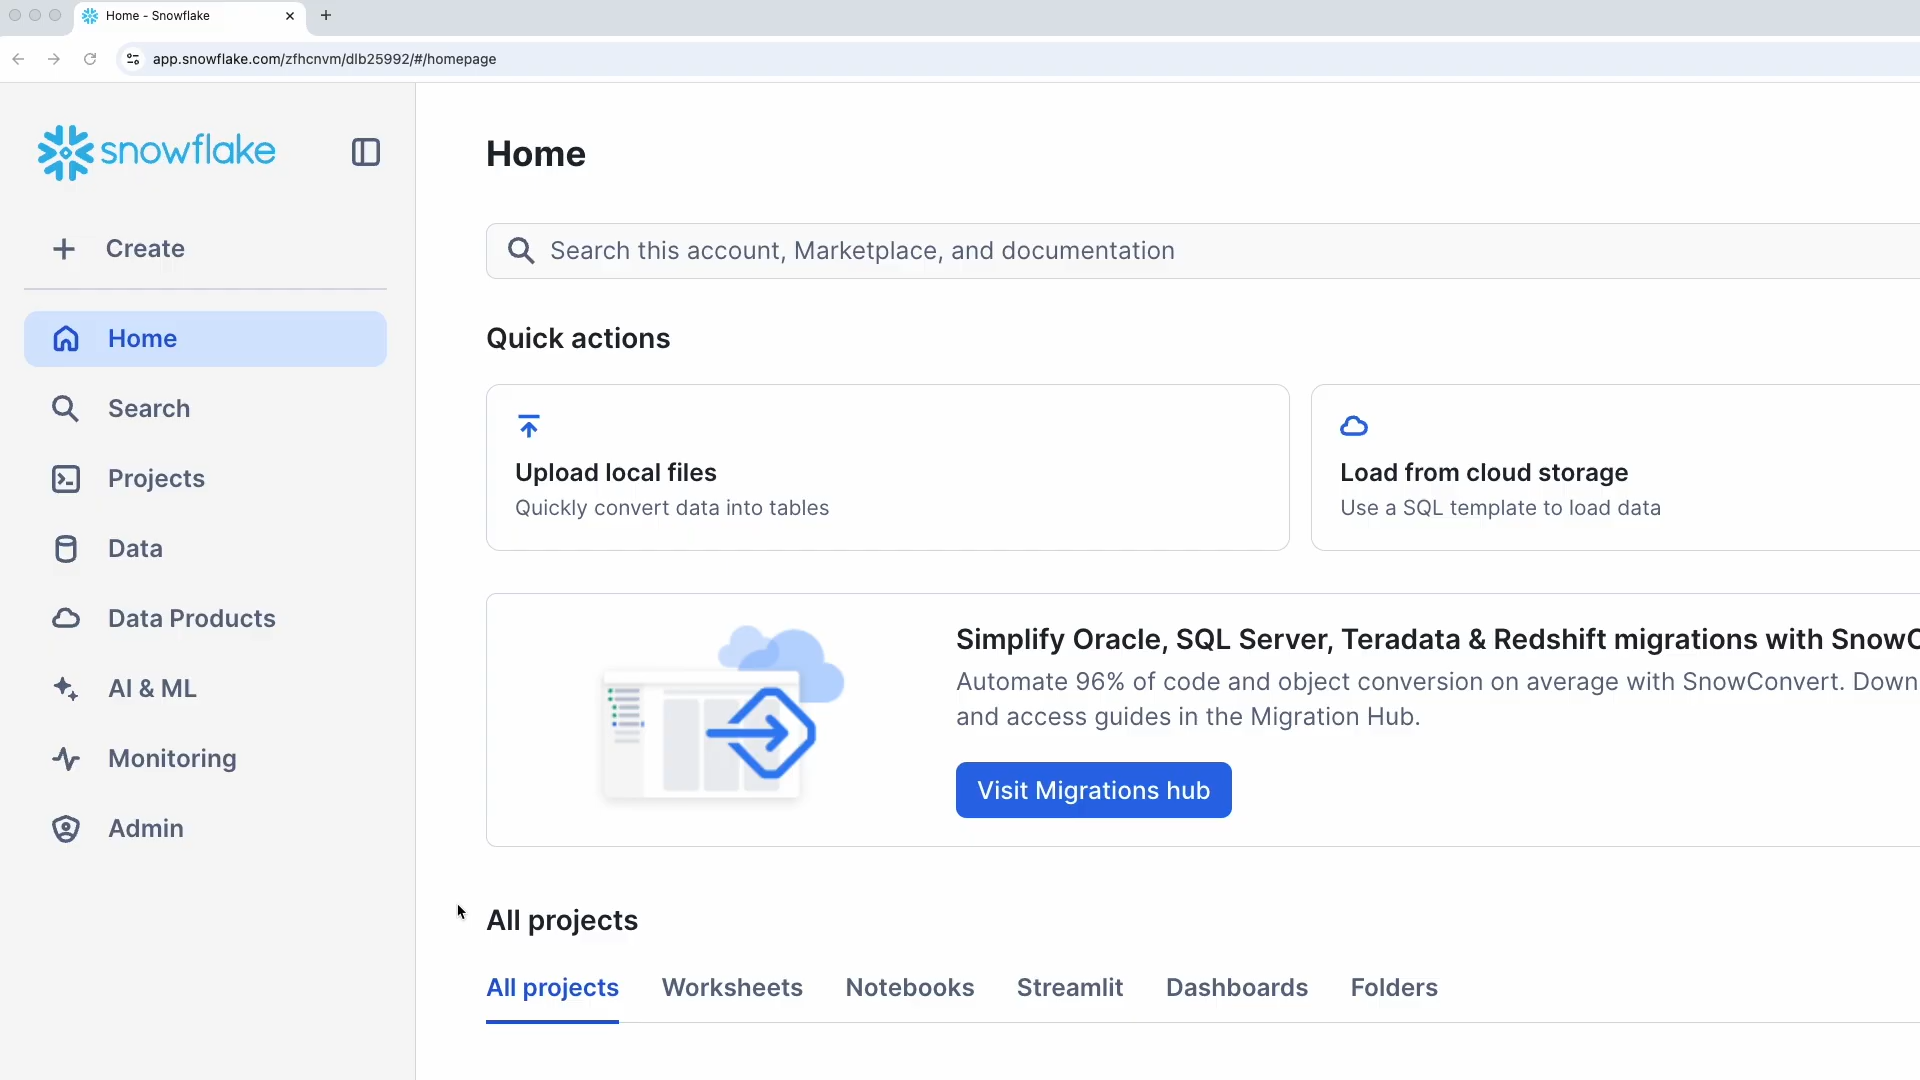 Home - Snowflake
app.snowflake.com/zfhcnvm/dlb25992/#/homepage
snowflake
Create
Home
Search
Projects
Data
Data Products
AI & ML
Monitoring
Admin
Home
Search this account, Marketplace, and documentation
Quick actions
Upload local files
Quickly convert data into tables
Load from cloud storage
Use a SQL template to load data
Simplify Oracle, SQL Server, Teradata & Redshift migrations with SnowC
Automate 96% of code and object conversion on average with SnowConvert. Down
and access guides in the Migration Hub.
Visit Migrations hub
All projects
All projects Worksheets Notebooks Streamlit Dashboards Folders